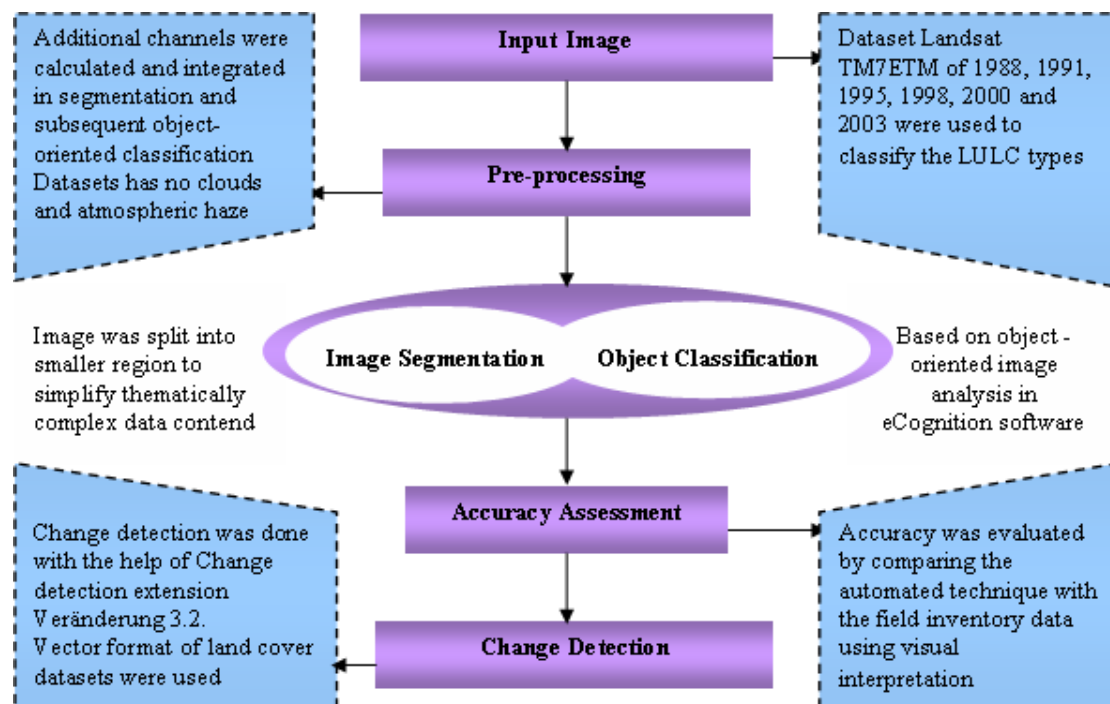 Additional channels were
calculated and integrated
in segmentation and
subsequent object-
oriented classification
Datasets has no clouds
and atmospheric haze
Input Image
Dataset Landsat
TM7ETM of 1988, 1991,
1995, 1998, 2000 and
2003 were used to
classify the LULC types
Pre-processing
Image was split into
smaller region to
simplify thematically
complex data contend
Image Segmentation
Object Classification
Based on object -
oriented image
analysis in
eCognition software
Accuracy Assessment
Change detection was done
with the help of Change
detection extension
Veränderung 3.2.
Vector format of land cover
datasets were used
Accuracy was evaluated
by comparing the
automated technique with
the field inventory data
using visual
interpretation
Change Detection